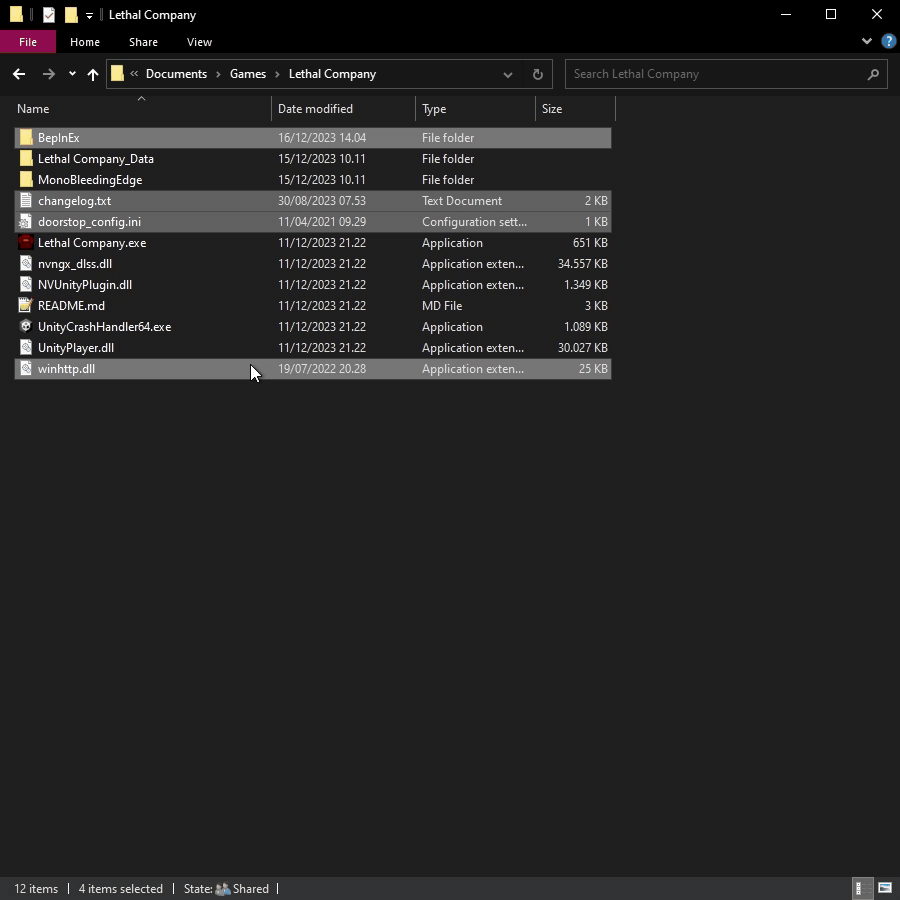 Lethal Company
File Home Share View
« Documents › Games › Lethal Company Search Lethal Company
Name Date modified Type Size
BepInEx 16/12/2023 14.04 File folder
Lethal Company_Data 15/12/2023 10.11 File folder
MonoBleedingEdge 15/12/2023 10.11 File folder
changelog.txt 30/08/2023 07.53 Text Document 2 KB
doorstop_config.ini 11/04/2021 09.29 Configuration sett... 1 KB
Lethal Company.exe 11/12/2023 21.22 Application 651 KB
nvngx_dlss.dll 11/12/2023 21.22 Application exten... 34.557 KB
NVUnityPlugin.dll 11/12/2023 21.22 Application exten... 1.349 KB
README.md 11/12/2023 21.22 MD File 3 KB
UnityCrashHandler64.exe 11/12/2023 21.22 Application 1.089 KB
UnityPlayer.dll 11/12/2023 21.22 Application exten... 30.027 KB
winhttp.dll 19/07/2022 20.28 Application exten... 25 KB
12 items 4 items selected State: Shared